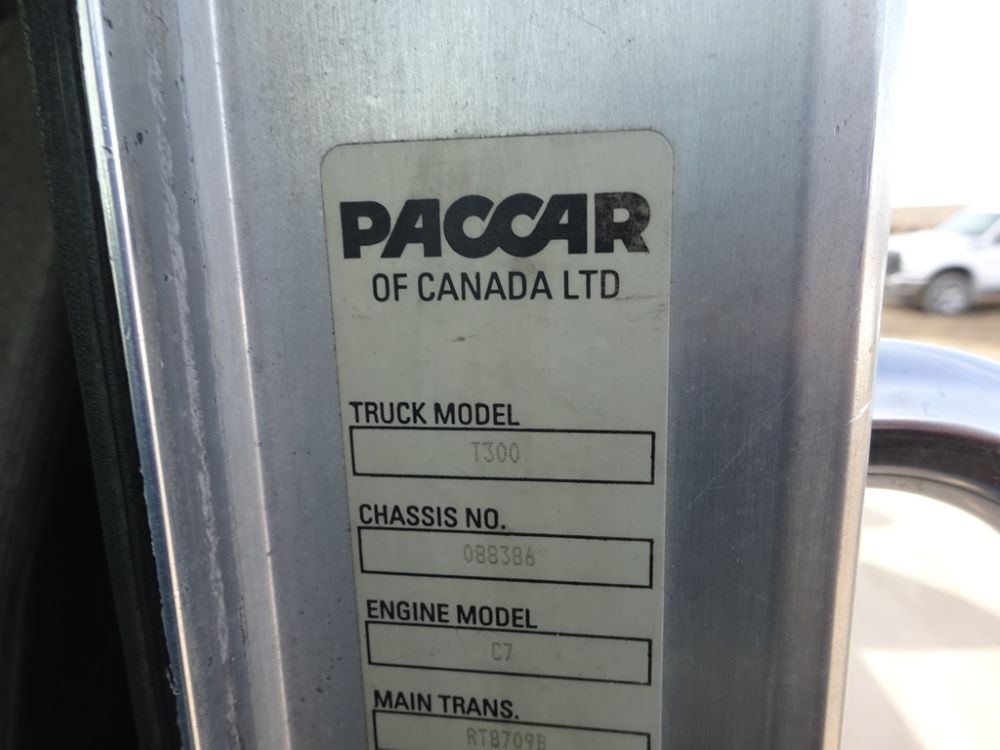 PACCAR
OF CANADA LTD
TRUCK MODEL
T300
CHASSIS NO.
088386
ENGINE MODEL
C7
MAIN TRANS.
RT8709B